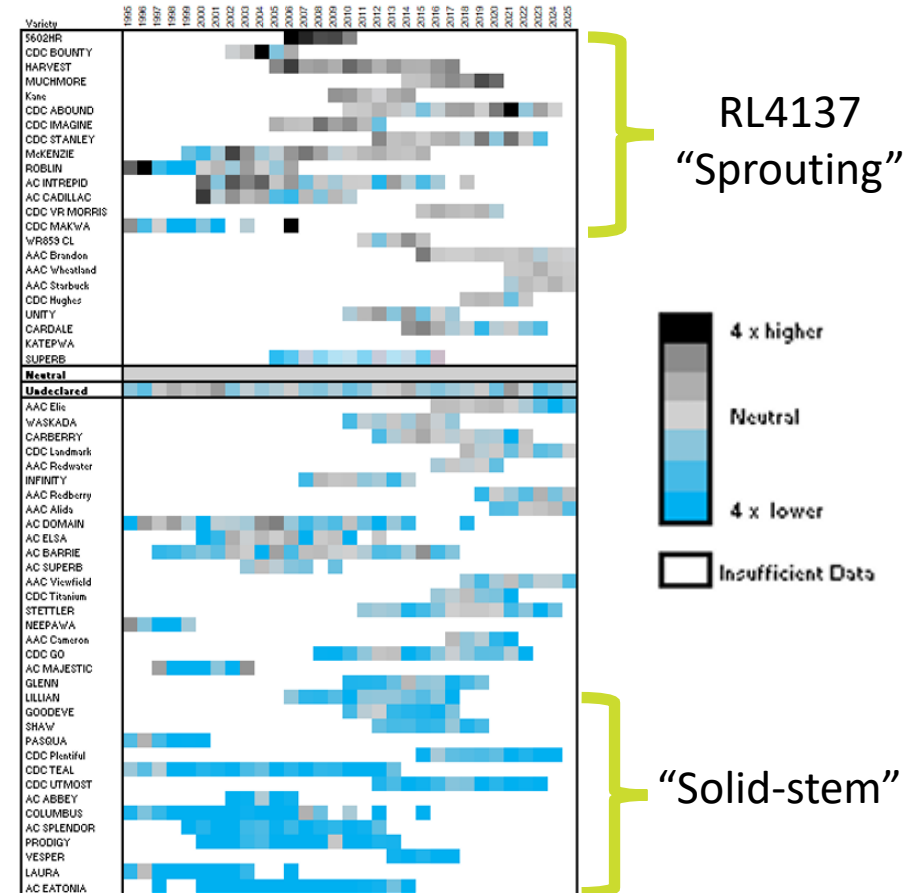 Variety 1995 1996 1997 1998 1999 2000 2001 2002 2003 2004 2005 2006 2007 2008 2009 2010 2011 2012 2013 2014 2015 2016 2017 2018 2019 2020 2021 2022 2023 2024 2025
5602HR
CDC BOUNTY
HARVEST
MUCHMORE
Kane
CDC ABOUND
CDC IMAGINE
CDC STANLEY
McKENZIE
ROBLIN
AC INTREPID
AC CADILLAC
CDC VR MORRIS
CDC MAKWA
WR859 CL
AAC Brandon
AAC Wheatland
AAC Starbuck
CDC Hughes
UNITY
CARDALE
KATEPWA
SUPERB
Neutral
Undeclared
AAC Elie
WASKADA
CARBERRY
CDC Landmark
AAC Redwater
INFINITY
AAC Redberry
AAC Alida
AC DOMAIN
AC ELSA
AC BARRIE
AC SUPERB
AAC Viewfield
CDC Titanium
STETTLER
NEEPAWA
AAC Cameron
CDC GO
AC MAJESTIC
GLENN
LILLIAN
GOODEVE
SHAW
PASQUA
CDC Plentiful
CDC TEAL
CDC UTMOST
AC ABBEY
COLUMBUS
AC SPLENDOR
PRODIGY
VESPER
LAURA
AC EATONIA
RL4137
“Sprouting”
4 x higher
Neutral
4 x lower
Insufficient Data
“Solid-stem”